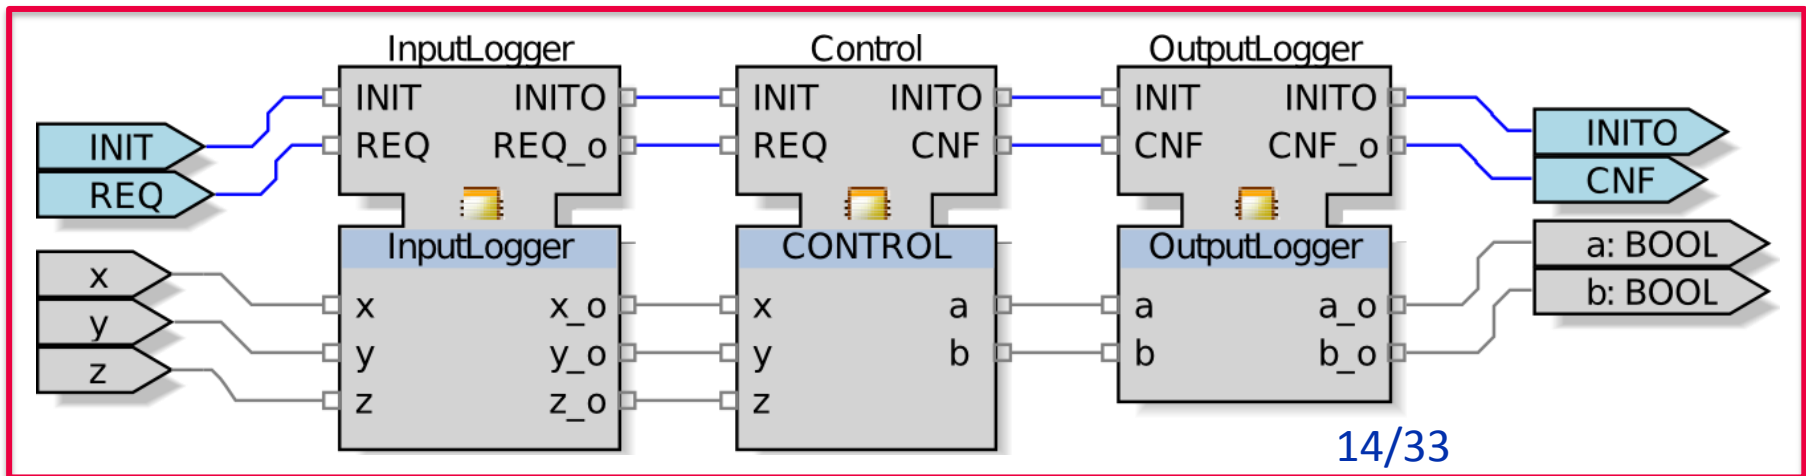 InputLogger Control OutputLogger
INIT INITO INIT INITO INIT INITO
REQ REQ_o REQ CNF CNF CNF_o
INIT
REQ
INITO
CNF
InputLogger CONTROL OutputLogger
a: BOOL
b: BOOL
x
y
z
x x_o x a a a_o
y y_o y b b b_o
z z_o z
14/33